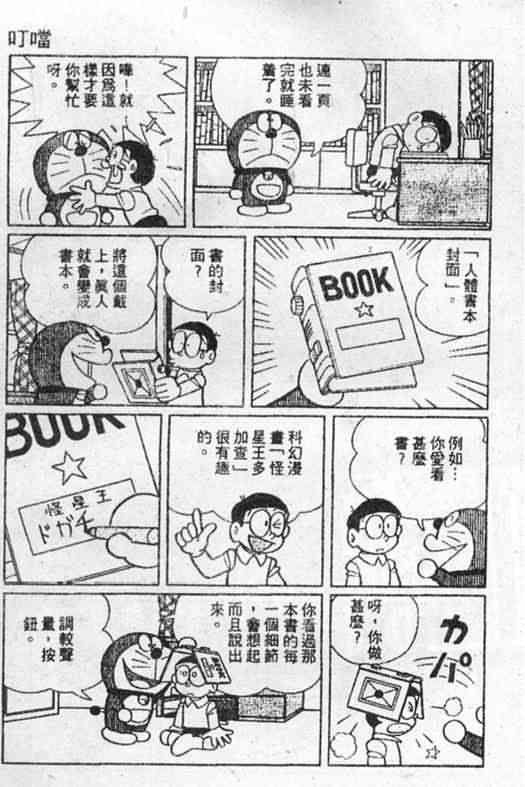 叮噹
連一頁
也未看
完就睡
着了。
嘩！就
因爲這
樣才要
你幫忙
呀。
「人體書本
封面」。
BOOK
書的封
面？
將這個戴
上，眞人
就會變成
書本。
例如…
你愛看
甚麼
書？
科幻漫
畫「怪
星王多
加查」
很有趣
的。
BOOK
怪星王
ドガチ
呀，你做
甚麼？
カパ
你看過那
本書的每
一個細節
，會想起
而且說出
來。
調較聲
量，按
鈕。